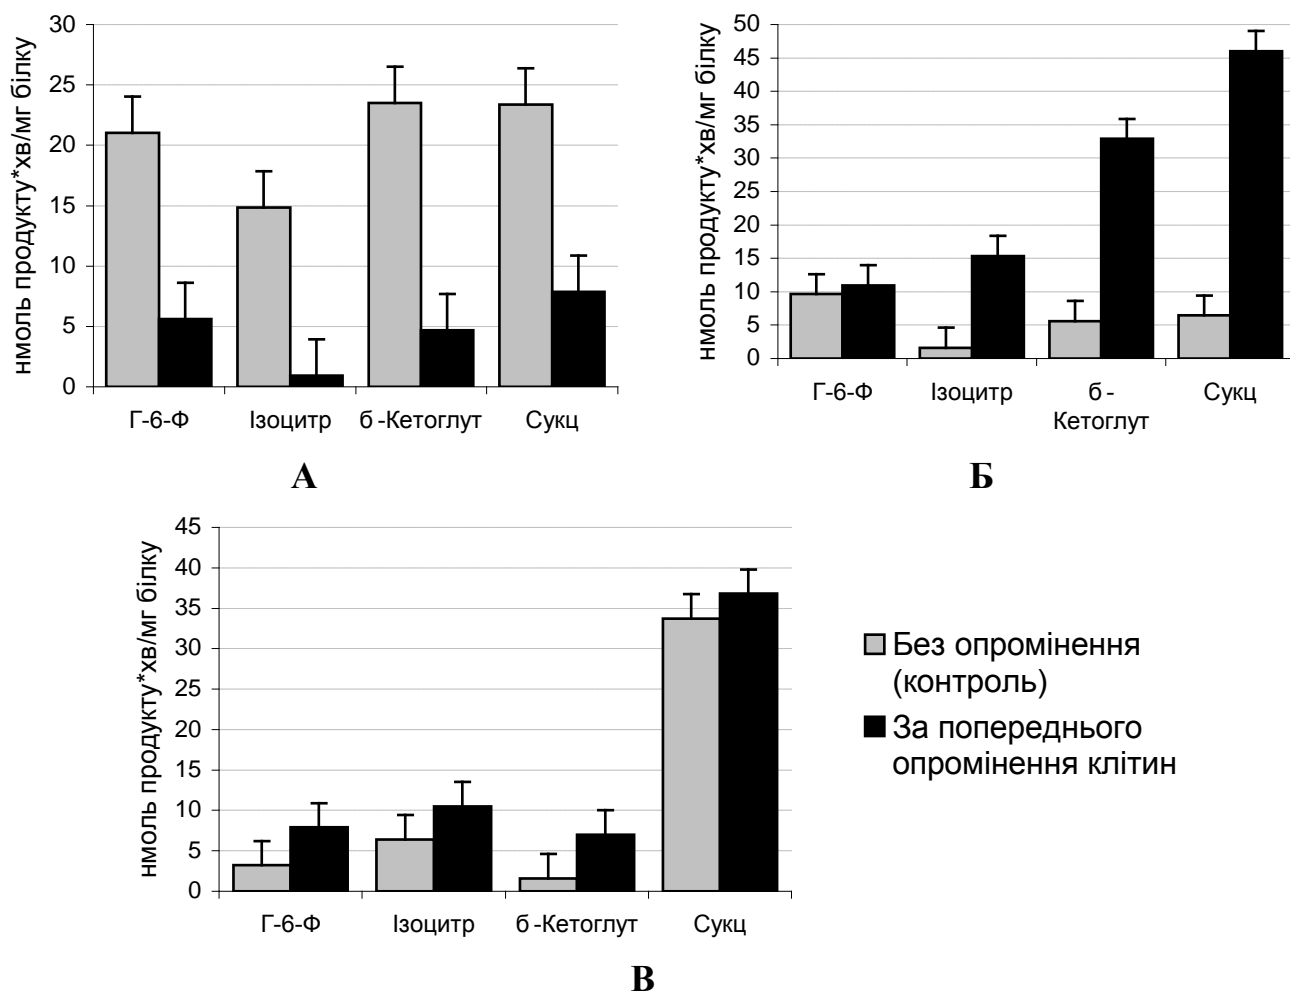 нмоль продукту*хв/мг білку
30
25
20
15
10
5
0
Г-6-Ф Ізоцитр б-Кетоглут Сукц
А
нмоль продукту*хв/мг білку
50
45
40
35
30
25
20
15
10
5
0
Г-6-Ф Ізоцитр б- Сукц
Кетоглут
Б
нмоль продукту*хв/мг білку
45
40
35
30
25
20
15
10
5
0
Г-6-Ф Ізоцитр б-Кетоглут Сукц
В
Без опромінення
(контроль)
За попереднього
опромінення клітин